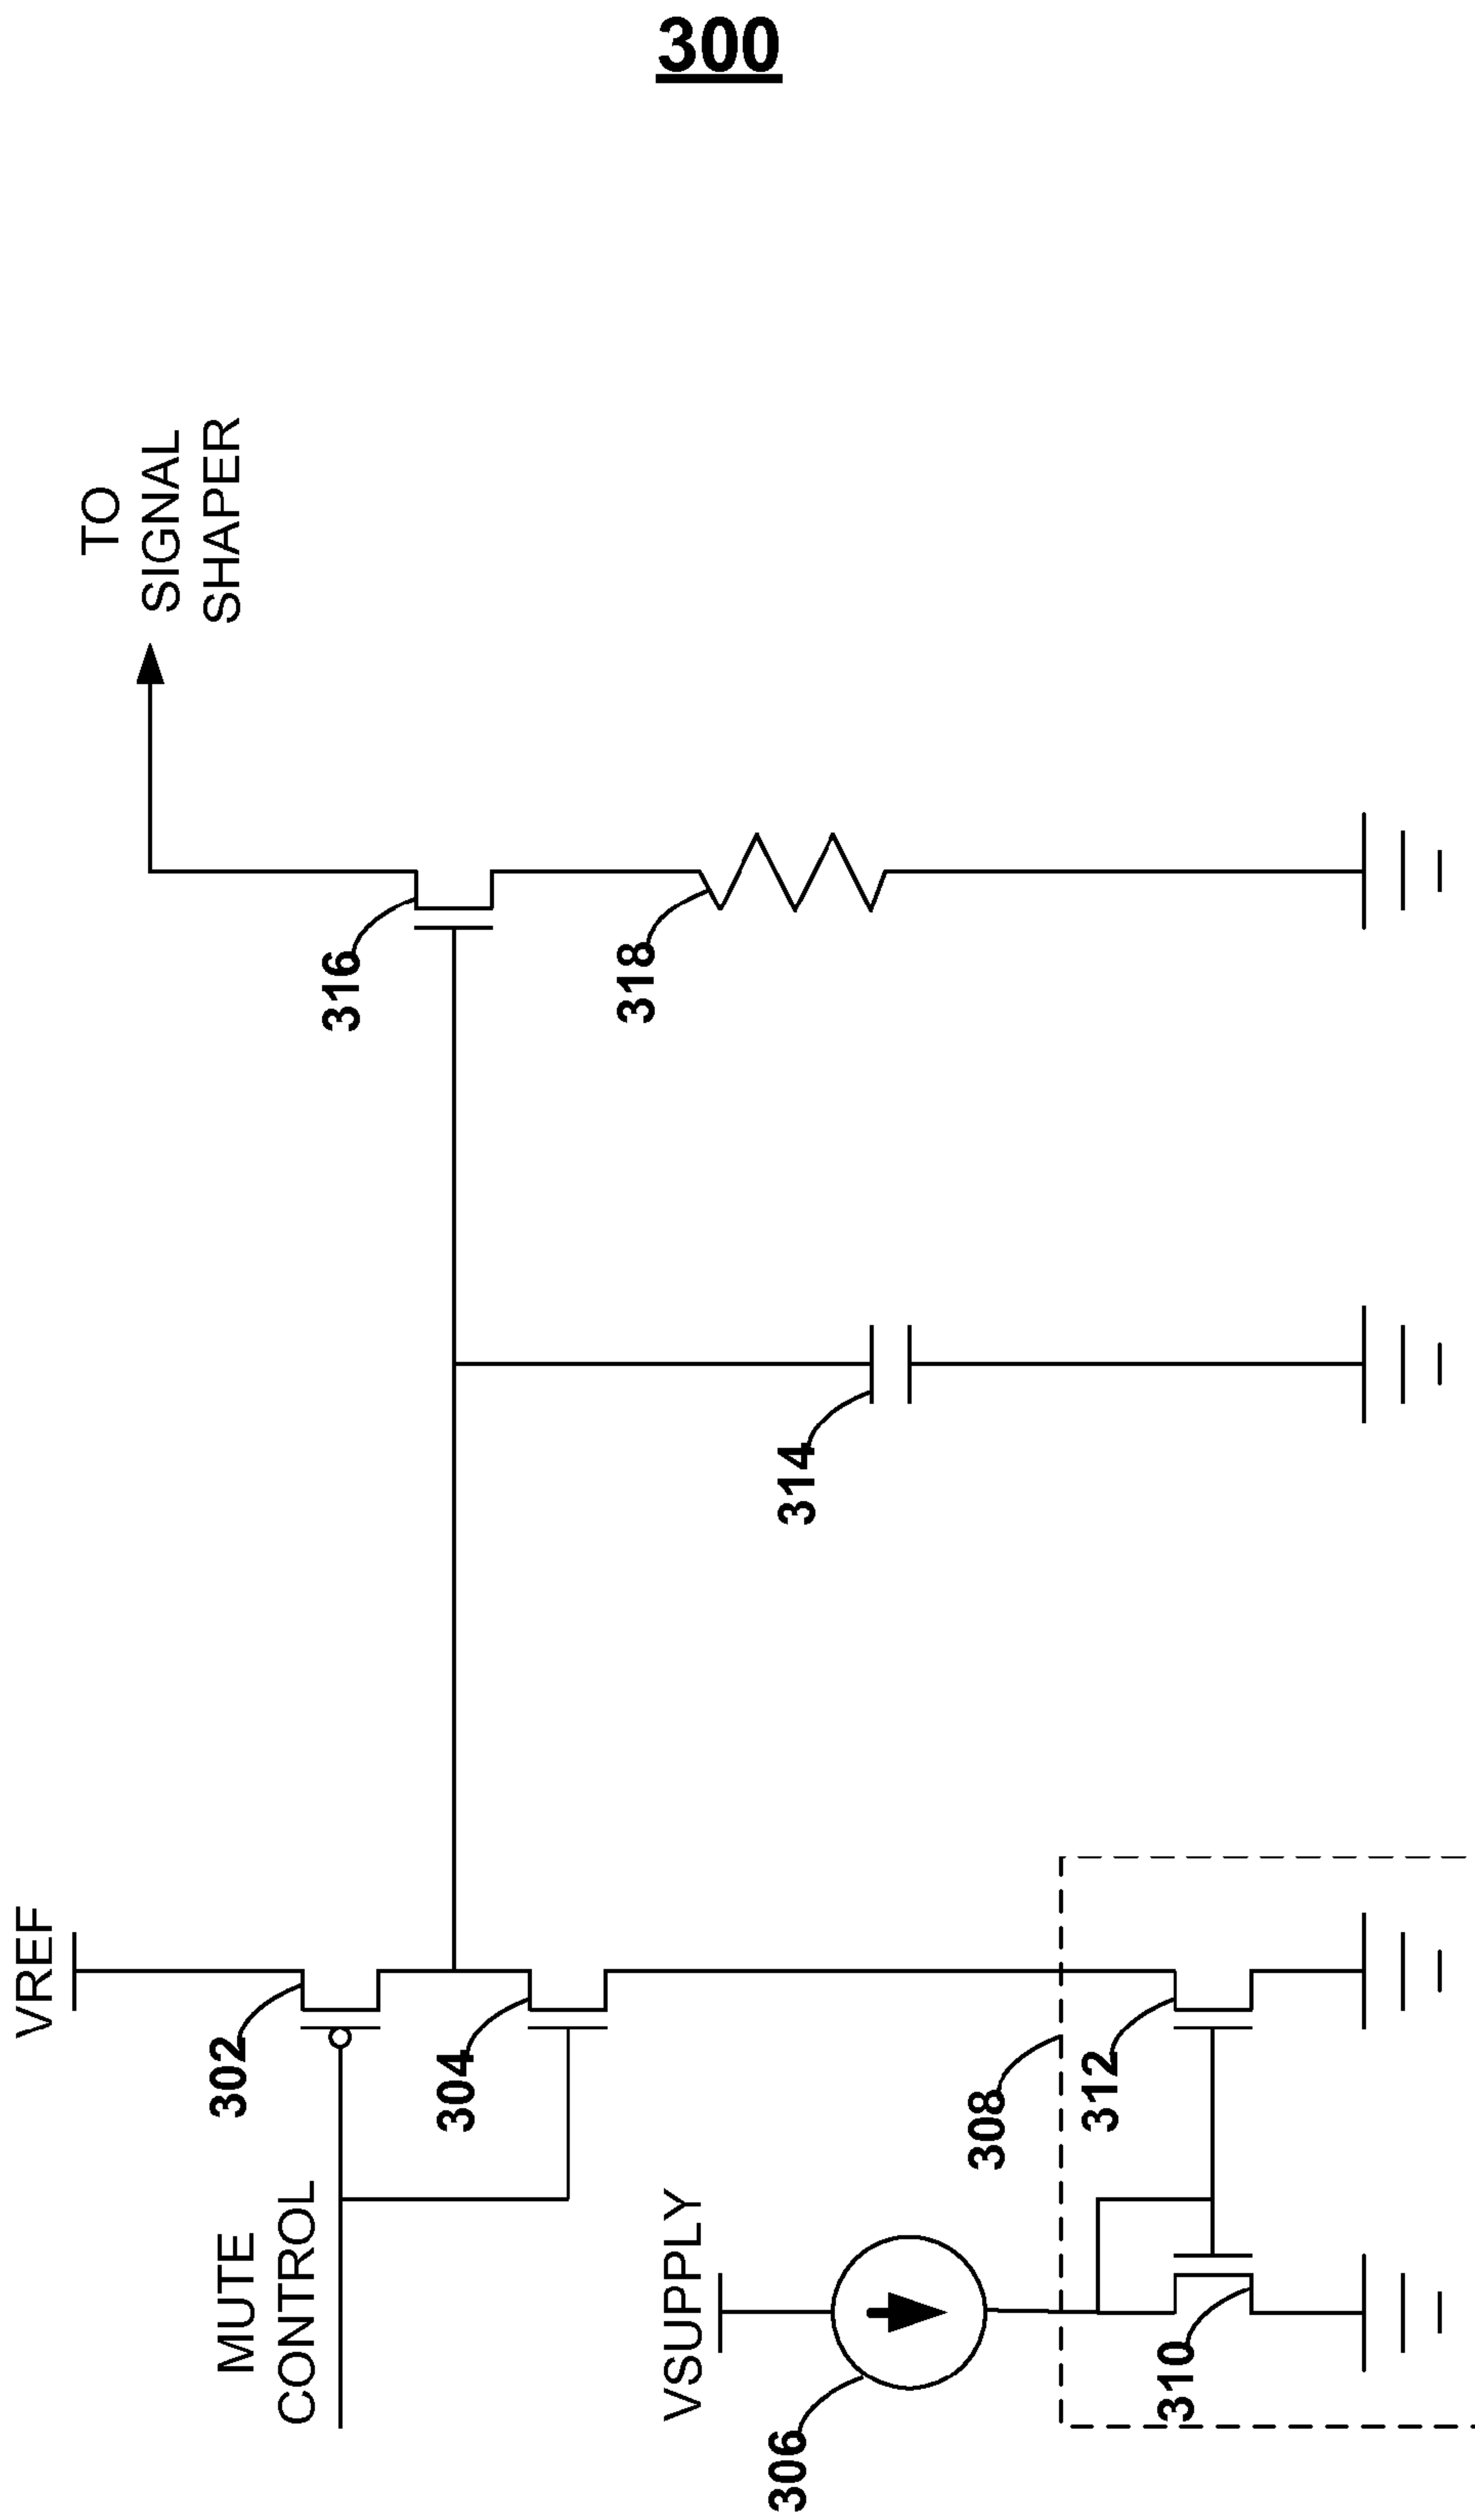 300
TO
SIGNAL
SHAPER
316
318
314
VREF
302
304
MUTE
CONTROL
VSUPPLY
308
312
306
310